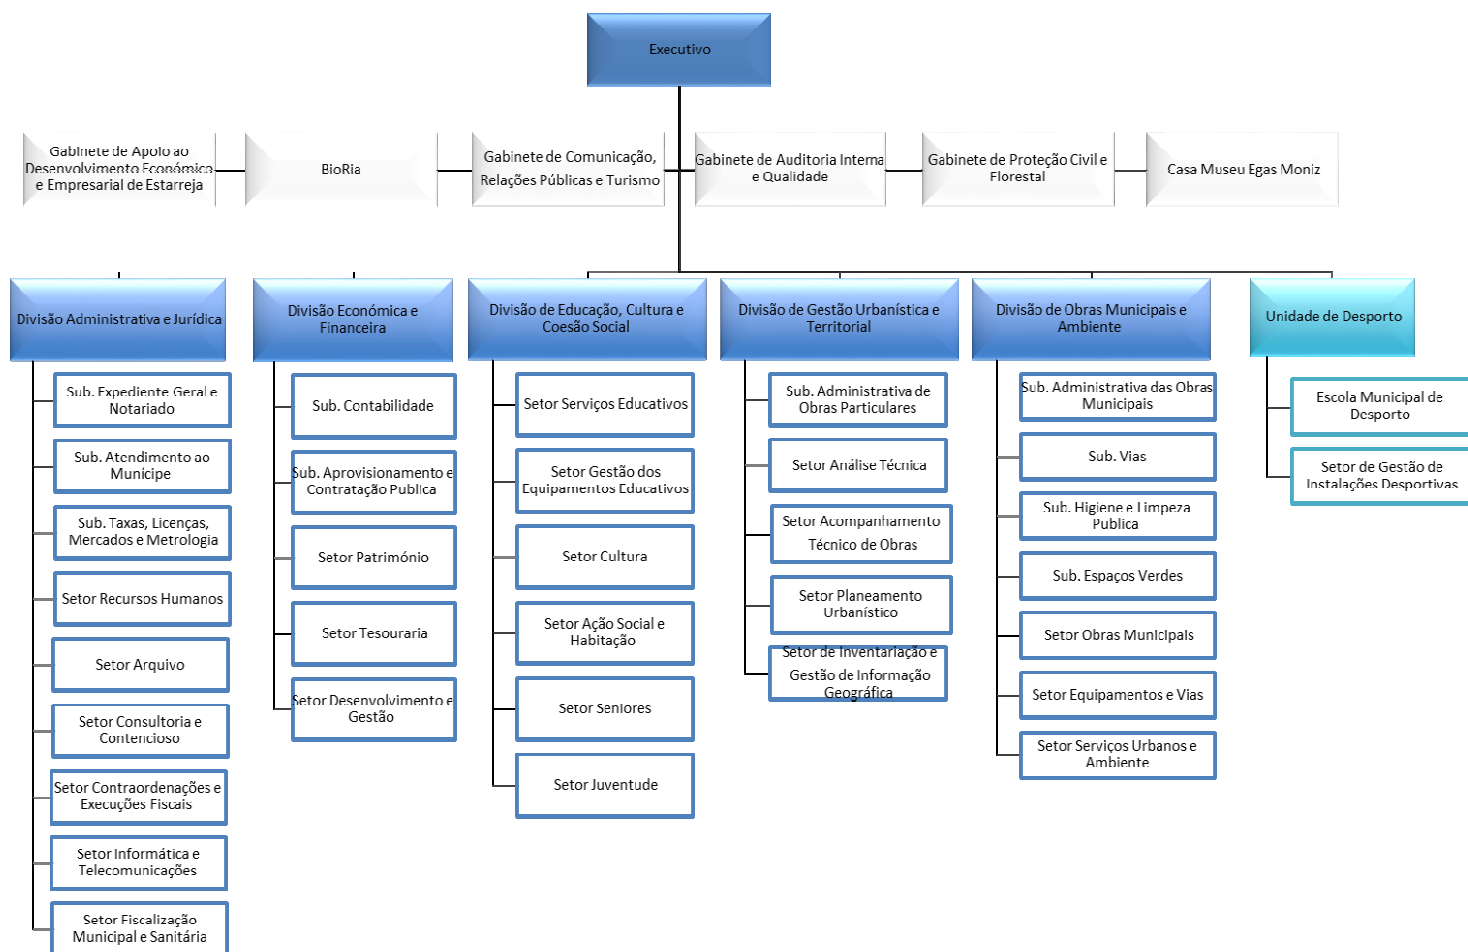 Executivo
Gabinete de Apoio ao
Desenvolvimento Económico
e Empresarial de Estarreja
BioRia
Gabinete de Comunicação,
Relações Públicas e Turismo
Gabinete de Auditoria Interna
e Qualidade
Gabinete de Proteção Civil e
Florestal
Casa Museu Egas Moniz
Divisão Administrativa e Jurídica
Divisão Económica e
Financeira
Divisão de Educação, Cultura e
Coesão Social
Divisão de Gestão Urbanística e
Territorial
Divisão de Obras Municipais e
Ambiente
Unidade de Desporto
Sub. Expediente Geral e
Notariado
Sub. Atendimento ao
Munícipe
Sub. Taxas, Licenças,
Mercados e Metrologia
Setor Recursos Humanos
Setor Arquivo
Setor Consultoria e
Contencioso
Setor Contraordenações e
Execuções Fiscais
Setor Informática e
Telecomunicações
Setor Fiscalização
Municipal e Sanitária
Sub. Contabilidade
Sub. Aprovisionamento e
Contratação Publica
Setor Património
Setor Tesouraria
Setor Desenvolvimento e
Gestão
Setor Serviços Educativos
Setor Gestão dos
Equipamentos Educativos
Setor Cultura
Setor Ação Social e
Habitação
Setor Seniores
Setor Juventude
Sub. Administrativa de
Obras Particulares
Setor Análise Técnica
Setor Acompanhamento
Técnico de Obras
Setor Planeamento
Urbanístico
Setor de Inventariação e
Gestão de Informação
Geográfica
Sub. Administrativa das Obras
Municipais
Sub. Vias
Sub. Higiene e Limpeza
Publica
Sub. Espaços Verdes
Setor Obras Municipais
Setor Equipamentos e Vias
Setor Serviços Urbanos e
Ambiente
Escola Municipal de
Desporto
Setor de Gestão de
Instalações Desportivas